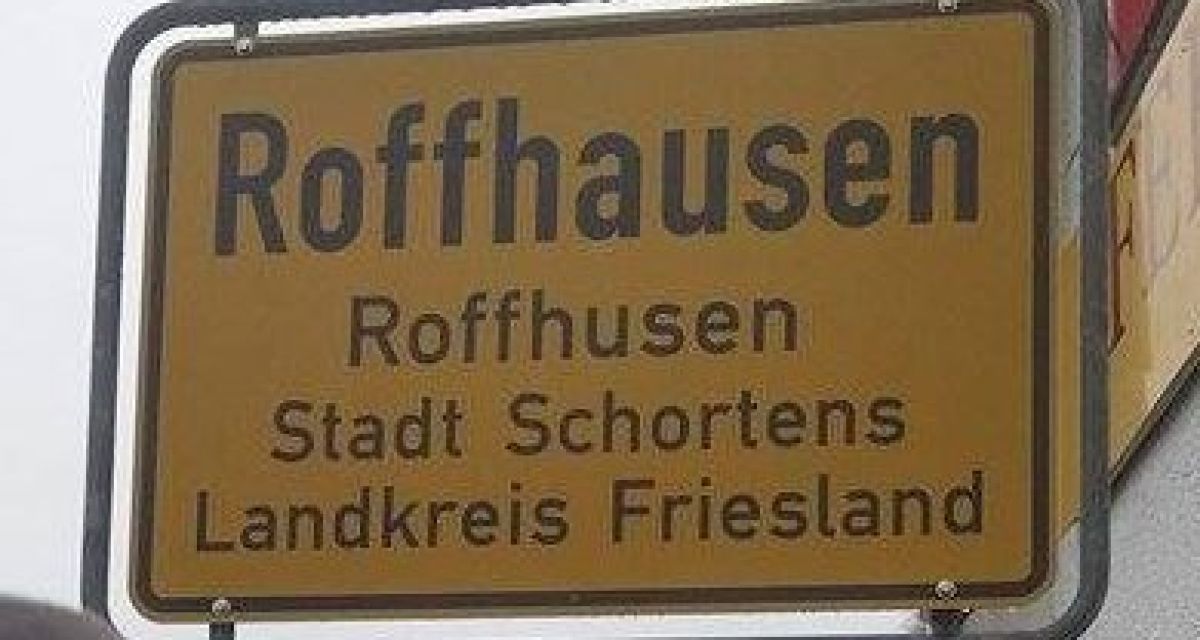 Roffhausen
Roffhusen
Stadt Schortens
Landkreis Friesland